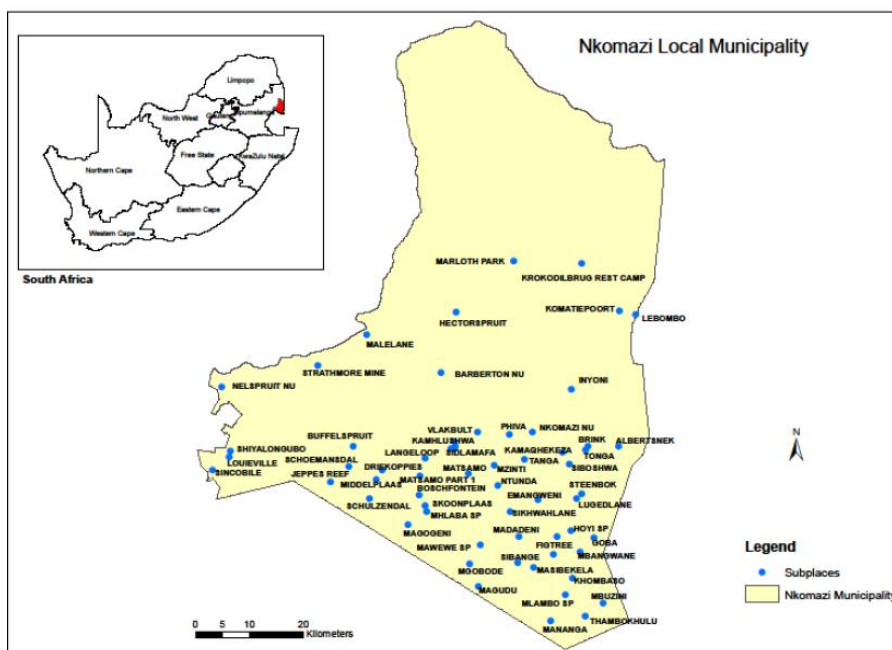 Nkomazi Local Municipality
Limpopo
North West
Mpumalanga
Free State
KwaZulu Natal
Northern Cape
Eastern Cape
Western Cape
South Africa
MARLOTH PARK
KROKODILBRUG REST CAMP
KOMATIEPOORT
LEBOMBO
HECTORSPRUIT
MALELANE
STRATHMORE MINE
BARBERTON NU
INYONI
NELSPRUIT NU
VLAKBULT
PHIVA
NKOMAZI NU
BUFFELSPRUIT
KAMHLUSHWA
BRINK
ALBERTSNEK
SHIYALONGUBO
LANGELOOP
SIDLAMAFA
KAMAGHEKEZA
TONGA
LOUIEVILLE
SCHOEMANSDAL
TANGA
SINCOBILE
JEPPES REEF
DRIEKOPPIES
MATSAMO
MZINTI
SIBOSHWA
MIDDELPLAAS
MATSAMO PART 1
NTUNDA
STEENBOK
BOSCHFONTEIN
EMANGWENI
SCHULZENDAL
SKOONPLAAS
LUGEDLANE
MHLABA SP
SIKHWAHLANE
MAGOGENI
MADADENI
HOYI SP
MAWEWE SP
FIGTREE
GOBA
SIBANGE
MBANGWANE
MGOBODE
MASIBEKELA
KHOMBASO
MAGUDU
MLAMBO SP
MBUZINI
MANANGA
THAMBOKHULU
N
Legend
Subplaces
Nkomazi Municipality
20 10 0 20
Kilometers